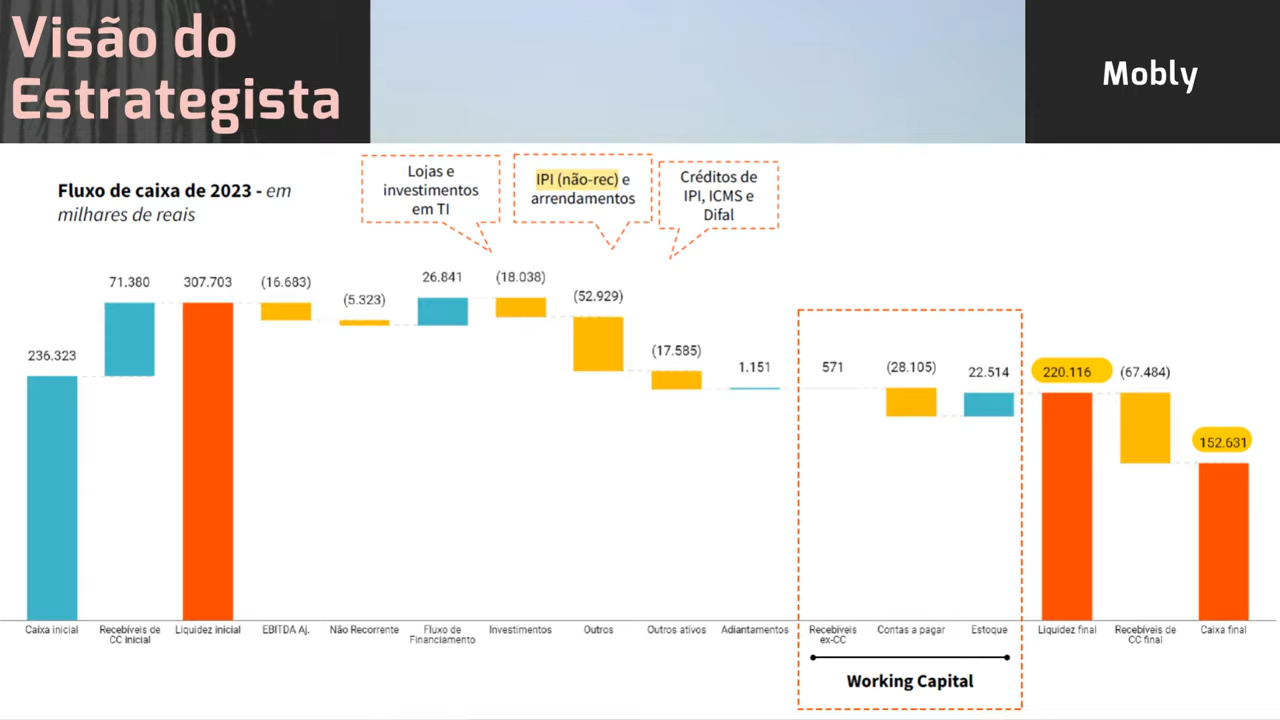 Visão do
Estrategista
Mobly
Fluxo de caixa de 2023 - em
milhares de reais
Lojas e
investimentos
em TI
IPI (não-rec) e
arrendamentos
Créditos de
IPI, ICMS e
Difal
236.323
71.380
307.703
(16.683)
(5.323)
26.841
(18.038)
(52.929)
(17.585)
1.151
571
(28.105)
22.514
220.116
(67.484)
152.631
Caixa inicial
Recebíveis de
CC inicial
Liquidez inicial
EBITDA Aj.
Não Recorrente
Fluxo de
Financiamento
Investimentos
Outros
Outros ativos
Adiantamentos
Recebíveis
ex-CC
Contas a pagar
Estoque
Liquidez final
Recebíveis de
CC final
Caixa final
Working Capital